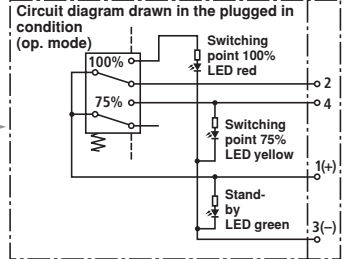 Circuit diagram drawn in the plugged in
condition
(op. mode)
100%
Switching
point 100%
LED red
2
75%
4
Switching
point 75%
LED yellow
1(+)
Stand-
by
LED green
3(−)